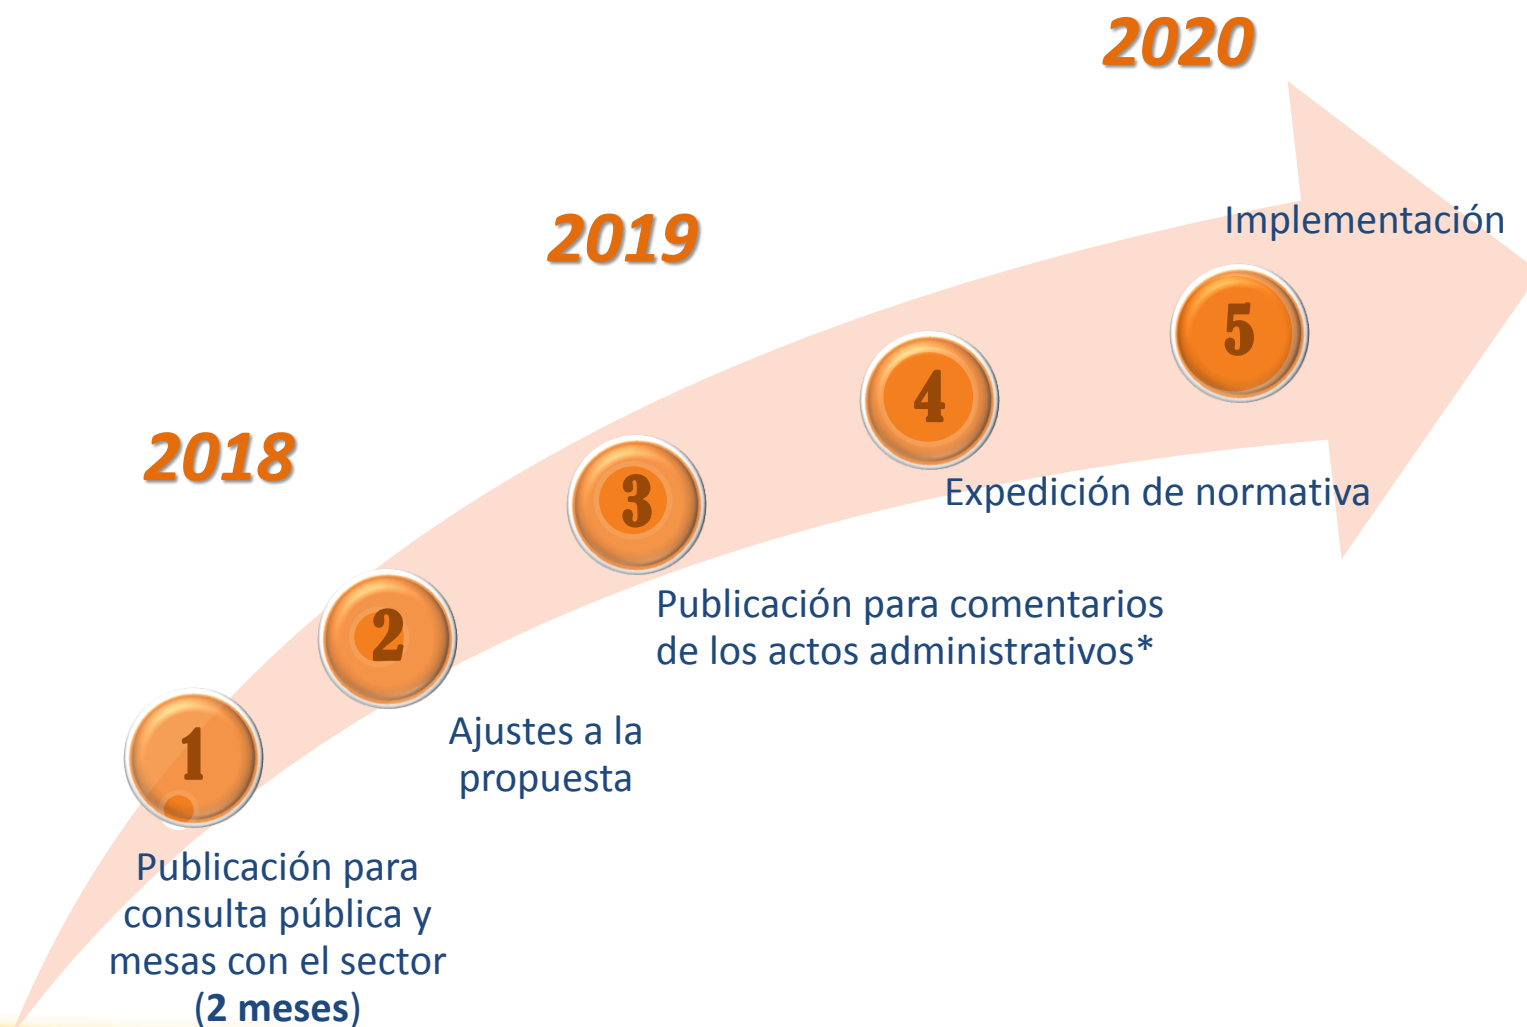 2020
2019
2018
Implementación
5
4
Expedición de normativa
3
Publicación para comentarios
de los actos administrativos*
2
Ajustes a la
propuesta
1
Publicación para
consulta pública y
mesas con el sector
(2 meses)